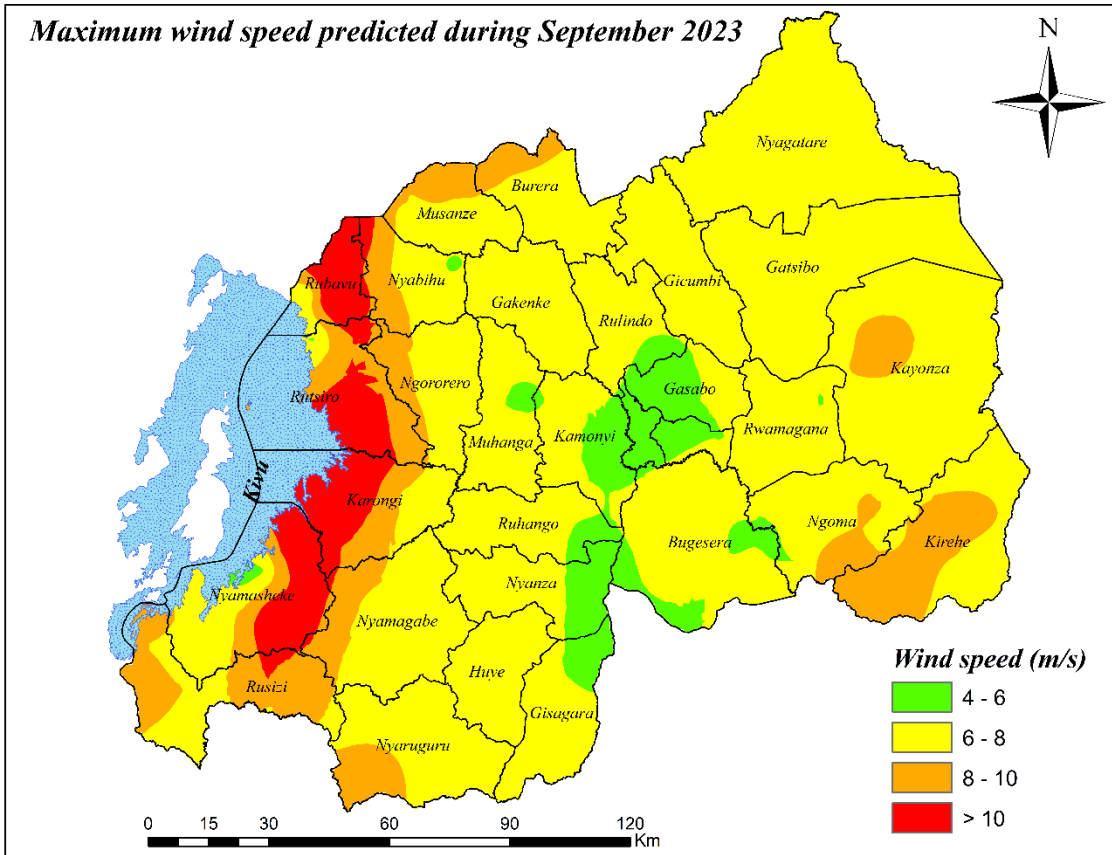 Maximum wind speed predicted during September 2023
N
Nyagatare
Burera
Musanze
Gatsibo
Rubavu
Nyabihu
Gicumbi
Gakenke
Rulindo
Kayonza
Ngororero
Gasabo
Rutsiro
Rwamagana
Muhanga
Kamonyi
Kivu
Karongi
Ngoma
Ruhango
Kirehe
Bugesera
Nyanza
Nyamasheke
Nyamagabe
Huye
Rusizi
Gisagara
Nyaruguru
Wind speed (m/s)
4 - 6
6 - 8
8 - 10
> 10
0 15 30 60 90 120
Km